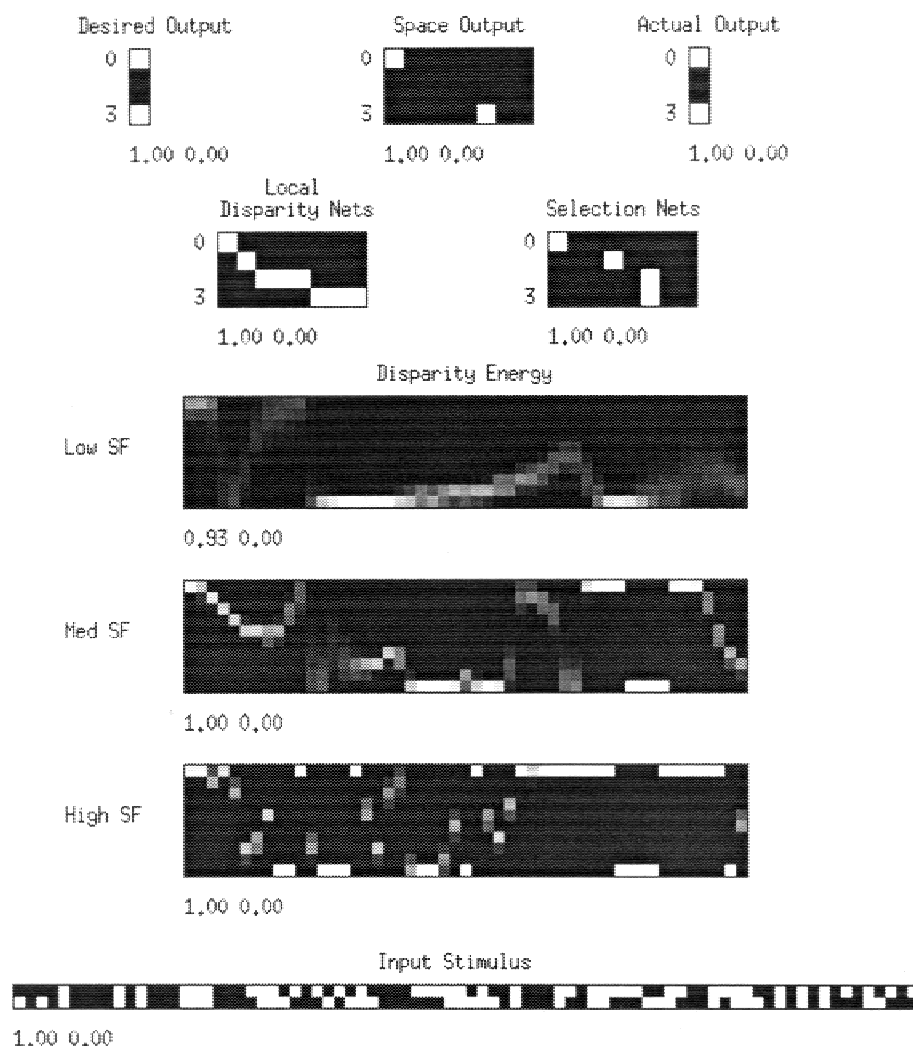 Desired Output
Space Output
Actual Output
0
0
0
3
3
3
1.00 0.00
1.00 0.00
1.00 0.00
Local
Disparity Nets
Selection Nets
0
0
3
3
1.00 0.00
1.00 0.00
Disparity Energy
Low SF
0.93 0.00
Med SF
1.00 0.00
High SF
1.00 0.00
Input Stimulus
1.00 0.00